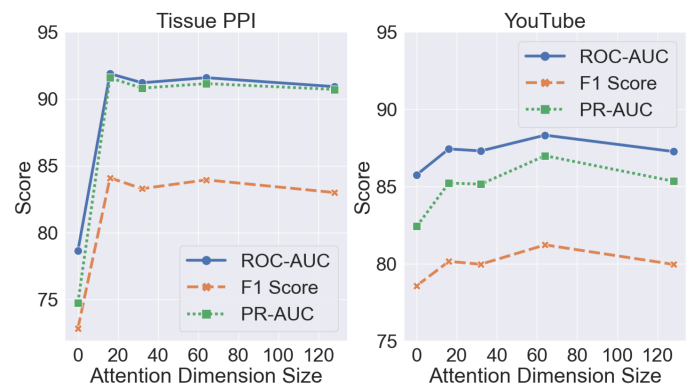 Tissue PPI
95
90
85
80
75
Score
ROC-AUC
F1 Score
PR-AUC
0 20 40 60 80 100 120
Attention Dimension Size
YouTube
95
90
85
80
75
Score
ROC-AUC
F1 Score
PR-AUC
0 20 40 60 80 100 120
Attention Dimension Size